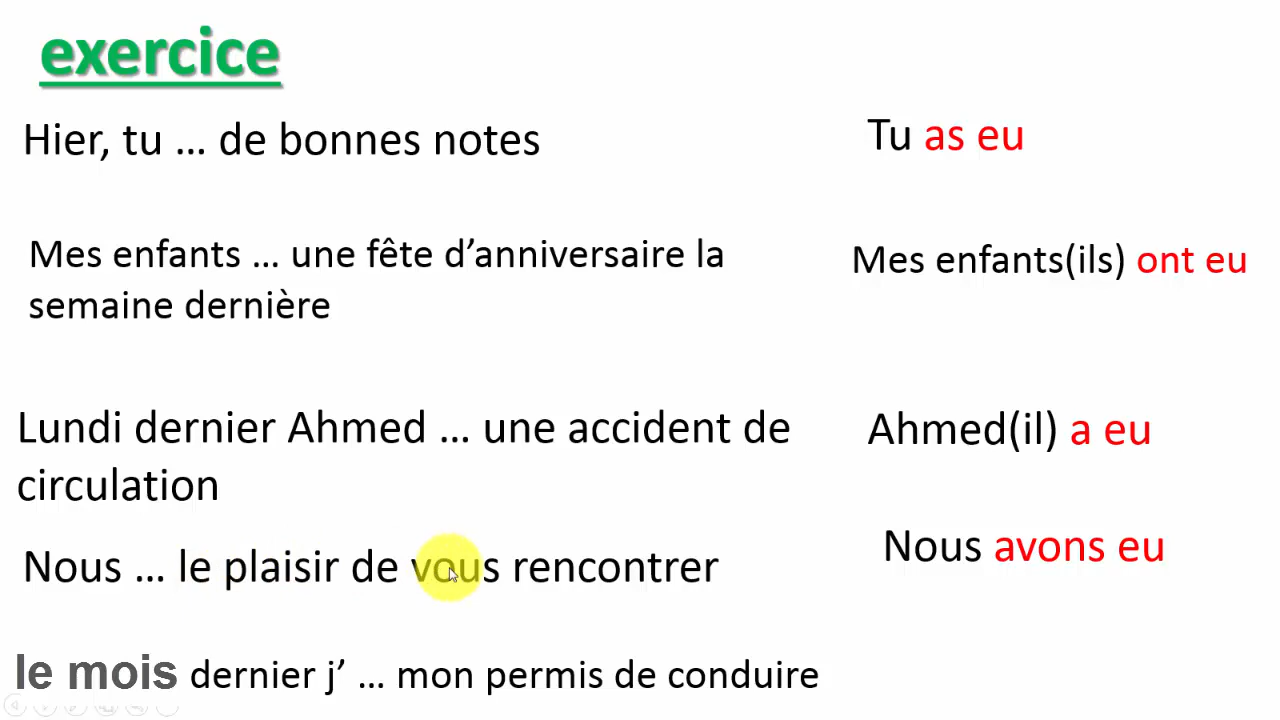 exercice
Hier, tu ... de bonnes notes
Tu as eu
Mes enfants ... une fête d’anniversaire la
semaine dernière
Mes enfants(ils) ont eu
Lundi dernier Ahmed ... une accident de
circulation
Ahmed(il) a eu
Nous ... le plaisir de vous rencontrer
Nous avons eu
le mois dernier j’ ... mon permis de conduire